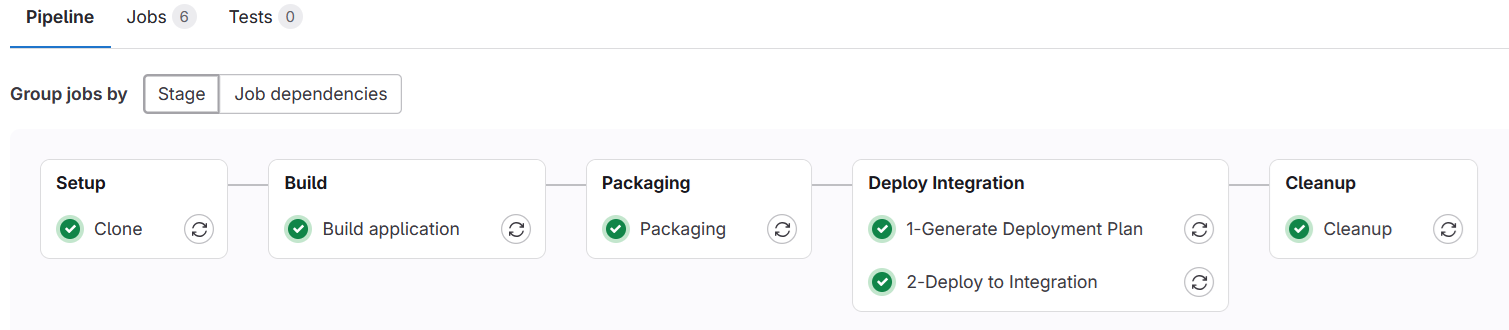 Pipeline Jobs 6 Tests 0
Group jobs by Stage Job dependencies
Setup
Clone
Build
Build application
Packaging
Packaging
Deploy Integration
1-Generate Deployment Plan
2-Deploy to Integration
Cleanup
Cleanup